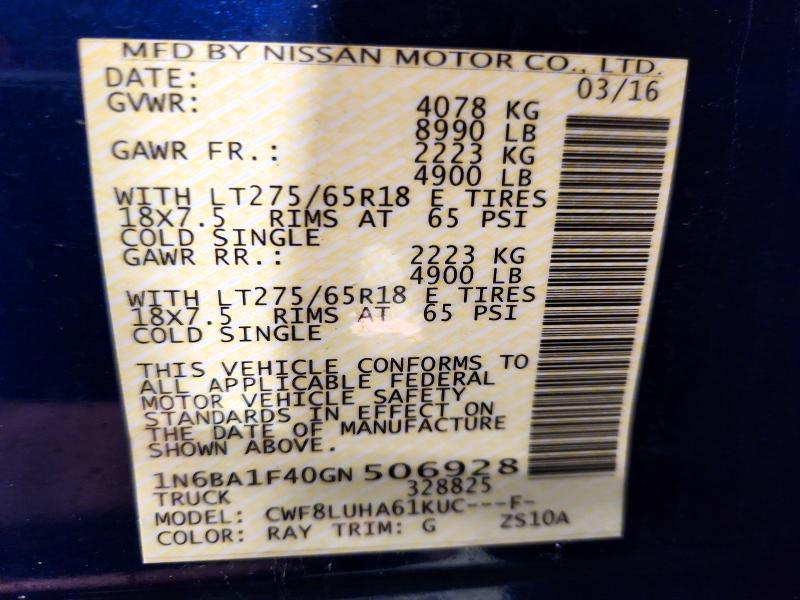 MFD BY NISSAN MOTOR CO., LTD.
DATE: 03/16
GVWR: 4078 KG
8990 LB
GAWR FR.: 2223 KG
4900 LB
WITH LT275/65R18 E TIRES
18X7.5 RIMS AT 65 PSI
COLD SINGLE
GAWR RR.: 2223 KG
4900 LB
WITH LT275/65R18 E TIRES
18X7.5 RIMS AT 65 PSI
COLD SINGLE
THIS VEHICLE CONFORMS TO
ALL APPLICABLE FEDERAL
MOTOR VEHICLE SAFETY
STANDARDS IN EFFECT ON
THE DATE OF MANUFACTURE
SHOWN ABOVE.
1N6BA1F40GN506928
TRUCK 328825
MODEL: CWF8LUHA61KUC---F-
COLOR: RAY TRIM: G ZS10A